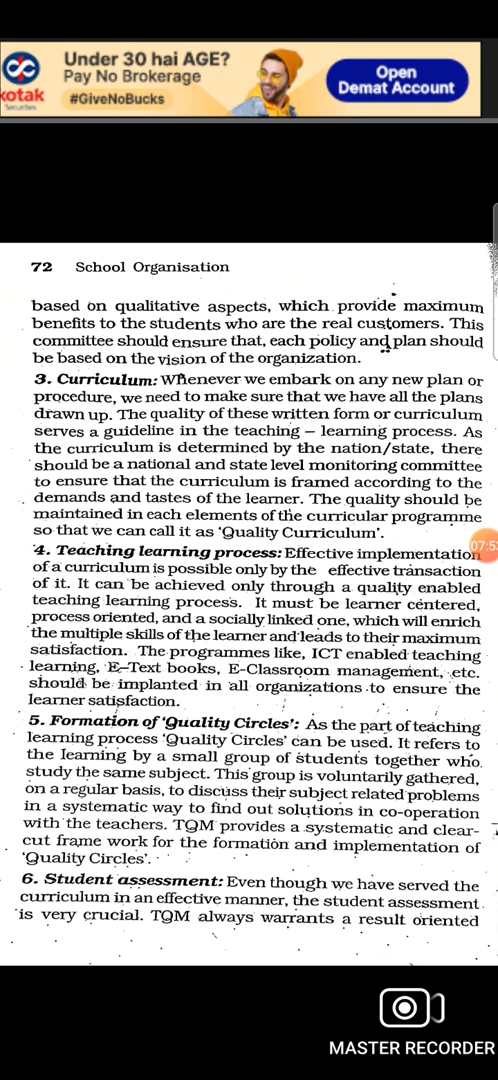 Under 30 hai AGE?
Pay No Brokerage
#GiveNoBucks
kotak
Securities
Open
Demat Account
72 School Organisation
based on qualitative aspects, which provide maximum
benefits to the students who are the real customers. This
committee should ensure that, each policy and plan should
be based on the vision of the organization.
3. Curriculum: Whenever we embark on any new plan or
procedure, we need to make sure that we have all the plans
drawn up. The quality of these written form or curriculum
serves a guideline in the teaching – learning process. As
the curriculum is determined by the nation/state, there
should be a national and state level monitoring committee
to ensure that the curriculum is framed according to the
demands and tastes of the learner. The quality should be
maintained in each elements of the curricular programme
so that we can call it as 'Quality Curriculum'.
4. Teaching learning process: Effective implementation
of a curriculum is possible only by the effective transaction
of it. It can be achieved only through a quality enabled
teaching learning process. It must be learner centered,
process oriented, and a socially linked one, which will enrich
the multiple skills of the learner and leads to their maximum
satisfaction. The programmes like, ICT enabled teaching
learning, E–Text books, E-Classroom management, etc.
should be implanted in all organizations to ensure the
learner satisfaction.
5. Formation of 'Quality Circles': As the part of teaching
learning process 'Quality Circles' can be used. It refers to
the learning by a small group of students together who
study the same subject. This group is voluntarily gathered,
on a regular basis, to discuss their subject related problems
in a systematic way to find out solutions in co-operation
with the teachers. TQM provides a systematic and clear-
cut frame work for the formation and implementation of
'Quality Circles'.
6. Student assessment: Even though we have served the
curriculum in an effective manner, the student assessment
is very crucial. TQM always warrants a result oriented
MASTER RECORDER